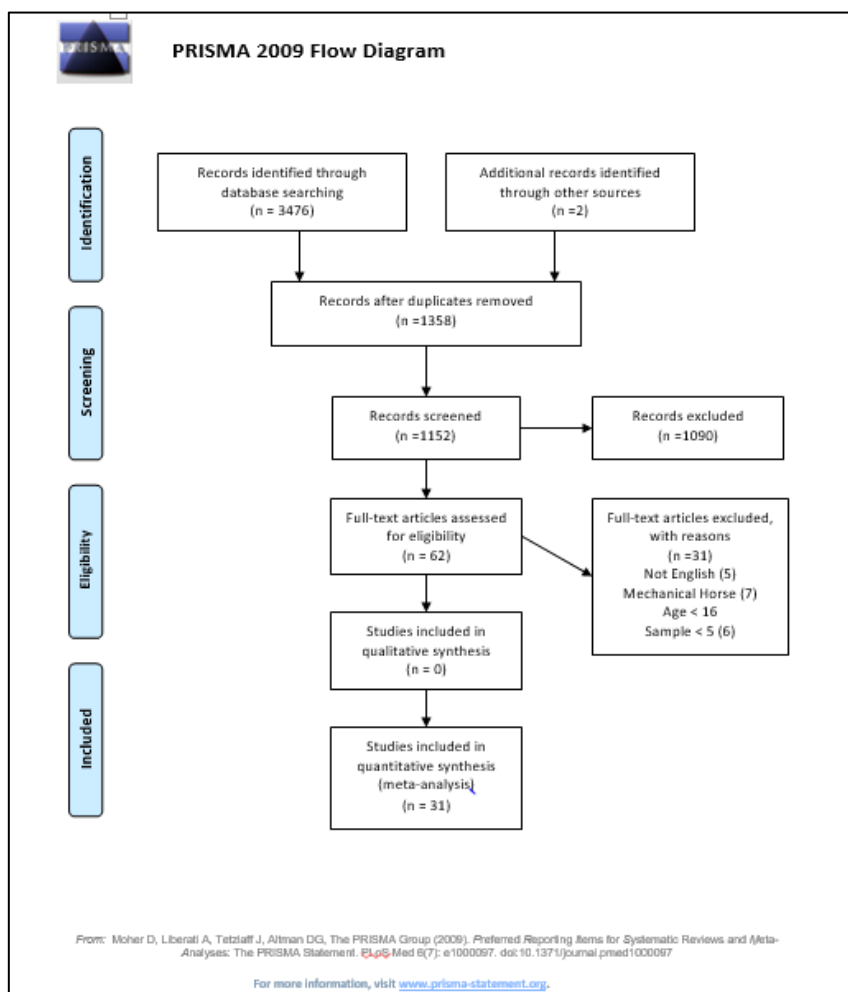 PRISMA
PRISMA 2009 Flow Diagram
Identification
Records identified through
database searching
(n = 3476)
Additional records identified
through other sources
(n =2)
Records after duplicates removed
(n =1358)
Screening
Records screened
(n =1152)
Records excluded
(n =1090)
Eligibility
Full-text articles assessed
for eligibility
(n = 62)
Full-text articles excluded,
with reasons
(n =31)
Not English (5)
Mechanical Horse (7)
Age < 16
Sample < 5 (6)
Studies included in
qualitative synthesis
(n = 0)
Included
Studies included in
quantitative synthesis
(meta-analysis)
(n = 31)
From: Moher D, Liberati A, Tetzlaff J, Altman DG, The PRISMA Group (2009). Preferred Reporting Items for Systematic Reviews and Meta-
Analyses: The PRISMA Statement. PLoS Med 6(7): e1000097. doi:10.1371/journal.pmed1000097
For more information, visit www.prisma-statement.org.